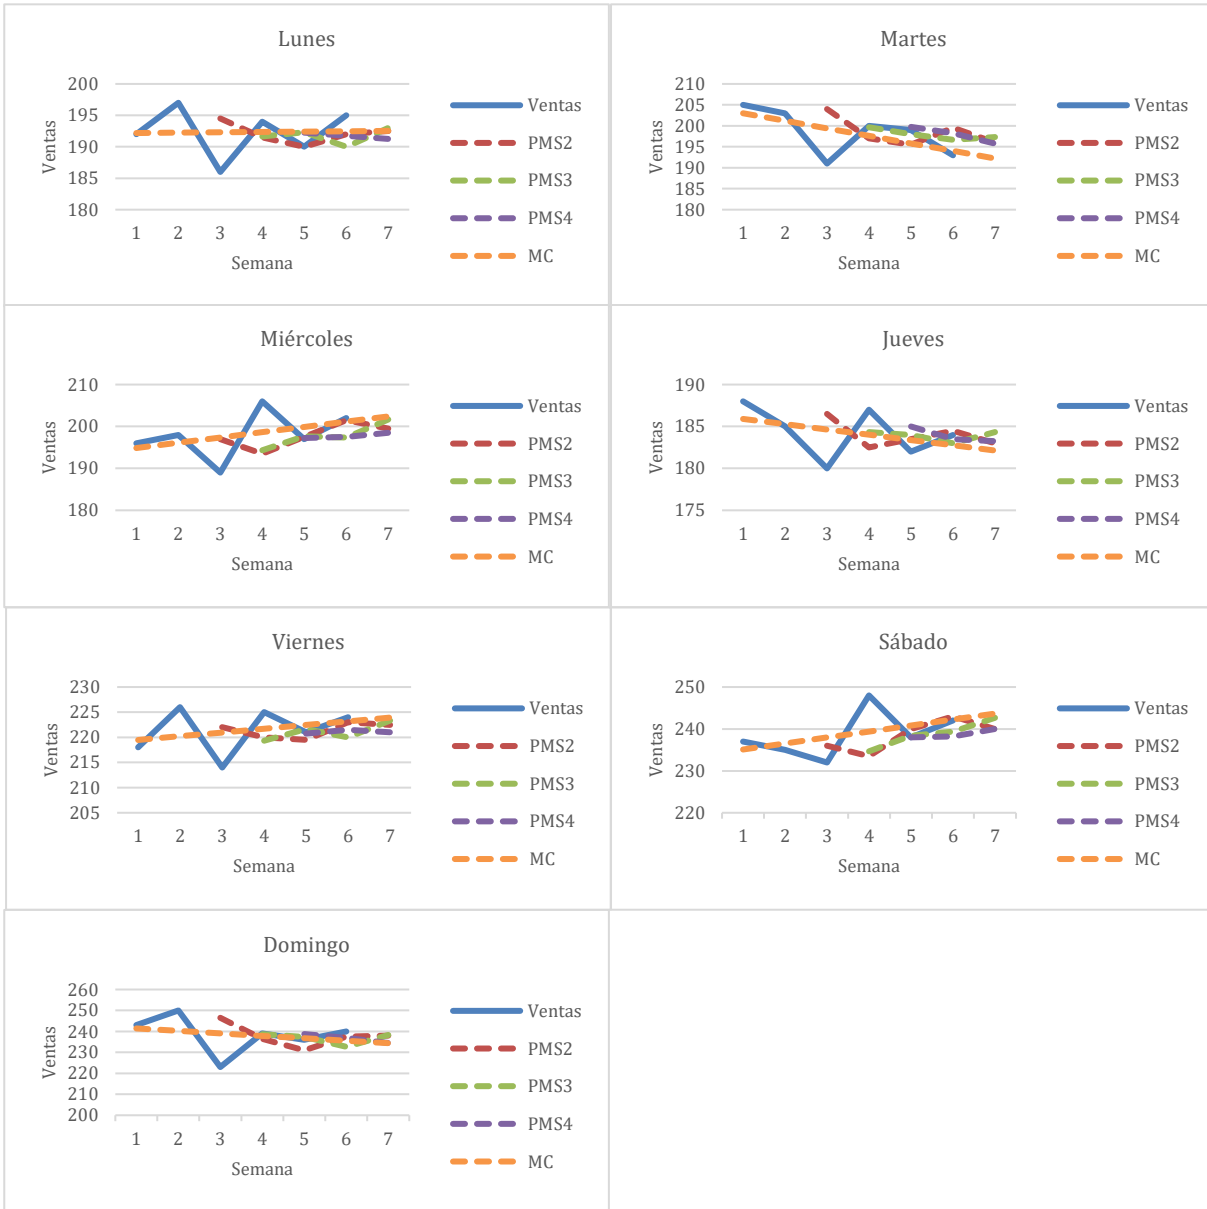 Lunes
200
195
190
185
180
Ventas
1 2 3 4 5 6 7
Semana
Ventas
PMS2
PMS3
PMS4
MC
Martes
210
205
200
195
190
185
180
Ventas
1 2 3 4 5 6 7
Semana
Ventas
PMS2
PMS3
PMS4
MC
Miércoles
210
200
190
180
Ventas
1 2 3 4 5 6 7
Semana
Ventas
PMS2
PMS3
PMS4
MC
Jueves
190
185
180
175
Ventas
1 2 3 4 5 6 7
Semana
Ventas
PMS2
PMS3
PMS4
MC
Viernes
230
225
220
215
210
205
Ventas
1 2 3 4 5 6 7
Semana
Ventas
PMS2
PMS3
PMS4
MC
Sábado
250
240
230
220
Ventas
1 2 3 4 5 6 7
Semana
Ventas
PMS2
PMS3
PMS4
MC
Domingo
260
250
240
230
220
210
200
Ventas
1 2 3 4 5 6 7
Semana
Ventas
PMS2
PMS3
PMS4
MC